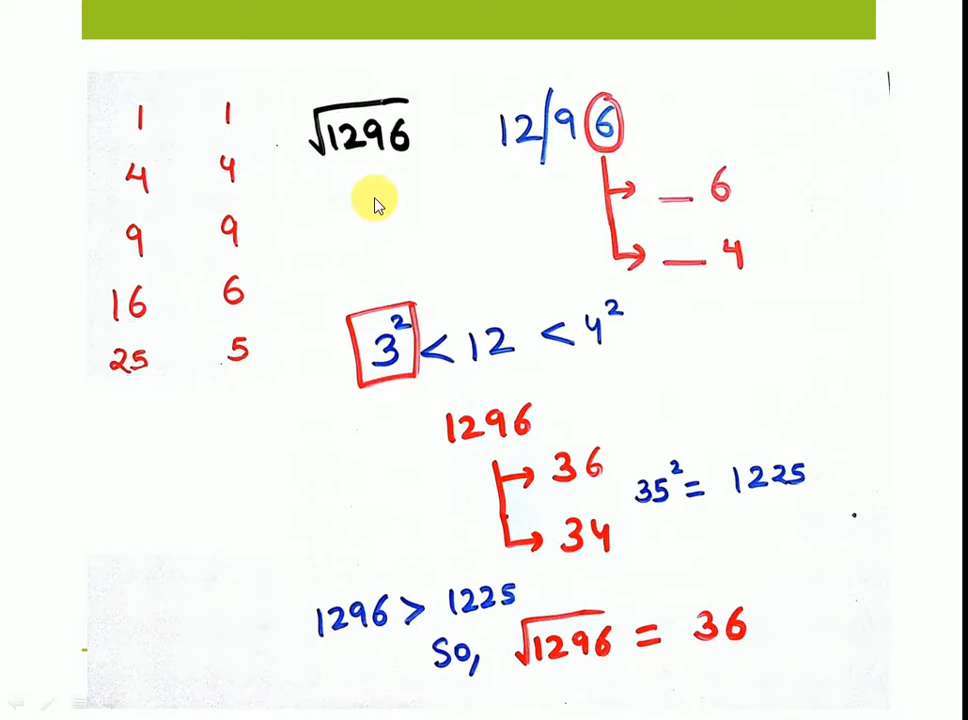 1 1 √1296 12/96
4 4 _ 6
9 9 _ 4
16 6
25 5
3² < 12 < 4²
1296
36
34
35² = 1225
1296 > 1225
So, √1296 = 36